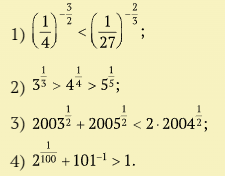 1) (1/4)^(-3/2) < (1/27)^(-2/3);
2) 3^(1/3) > 4^(1/4) > 5^(1/5);
3) 2003^(1/2) + 2005^(1/2) < 2 · 2004^(1/2);
4) 2^(1/100) + 101^(-1) > 1.